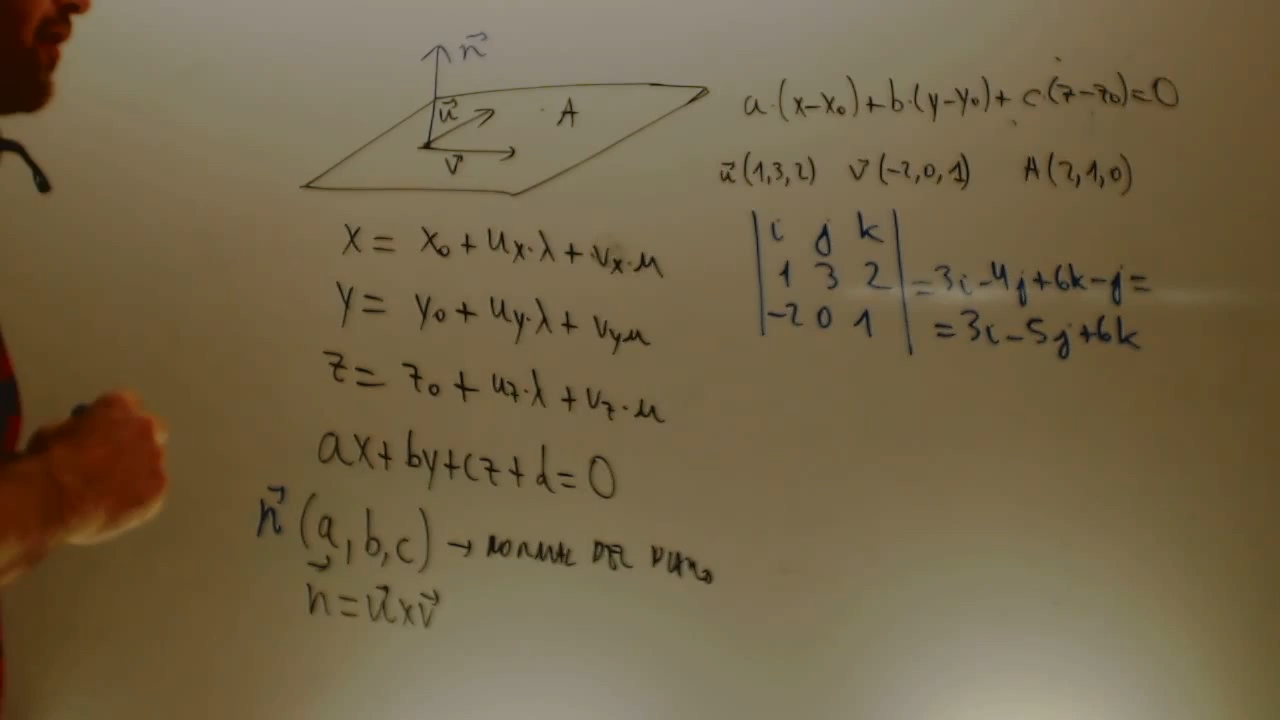 n⃗
u⃗
A
v⃗
x = x₀ + uₓ·λ + vₓ·μ
y = y₀ + u_y·λ + v_yμ
z = z₀ + u_z·λ + v_z·μ
ax+by+cz+d=0
n⃗ (a,b,c) → NORMAL DEL PLANO
n⃗ = u⃗xv⃗
a·(x-x₀)+b·(y-y₀)+c·(z-z₀)=0
u⃗(1,3,2) v⃗(-2,0,1) A(2,1,0)
| i j k |
| 1 3 2 | =3i-4j+6k-j=
| -2 0 1 | =3i-5j+6k